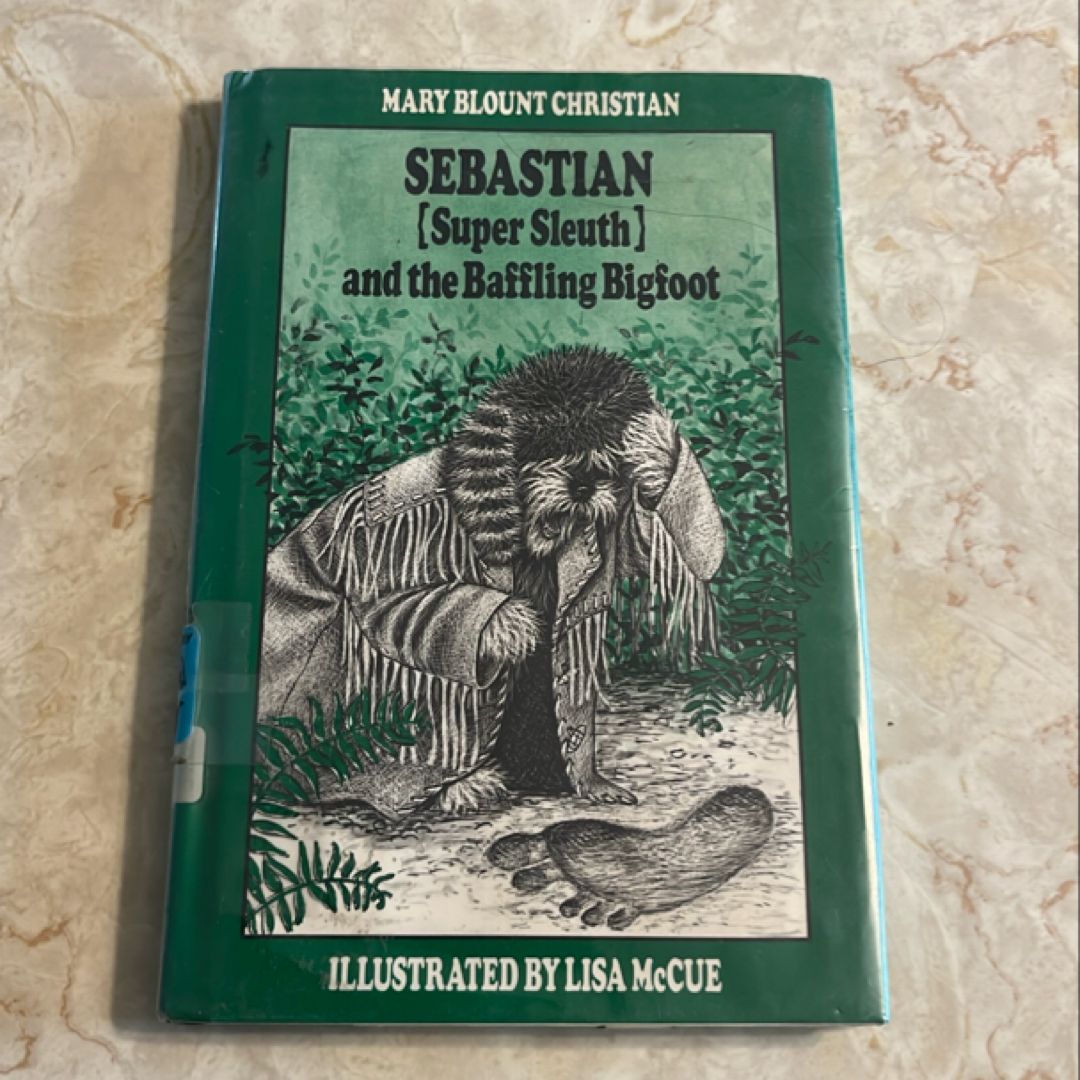 MARY BLOUNT CHRISTIAN
SEBASTIAN
[Super Sleuth]
and the Baffling Bigfoot
ILLUSTRATED BY LISA McCUE